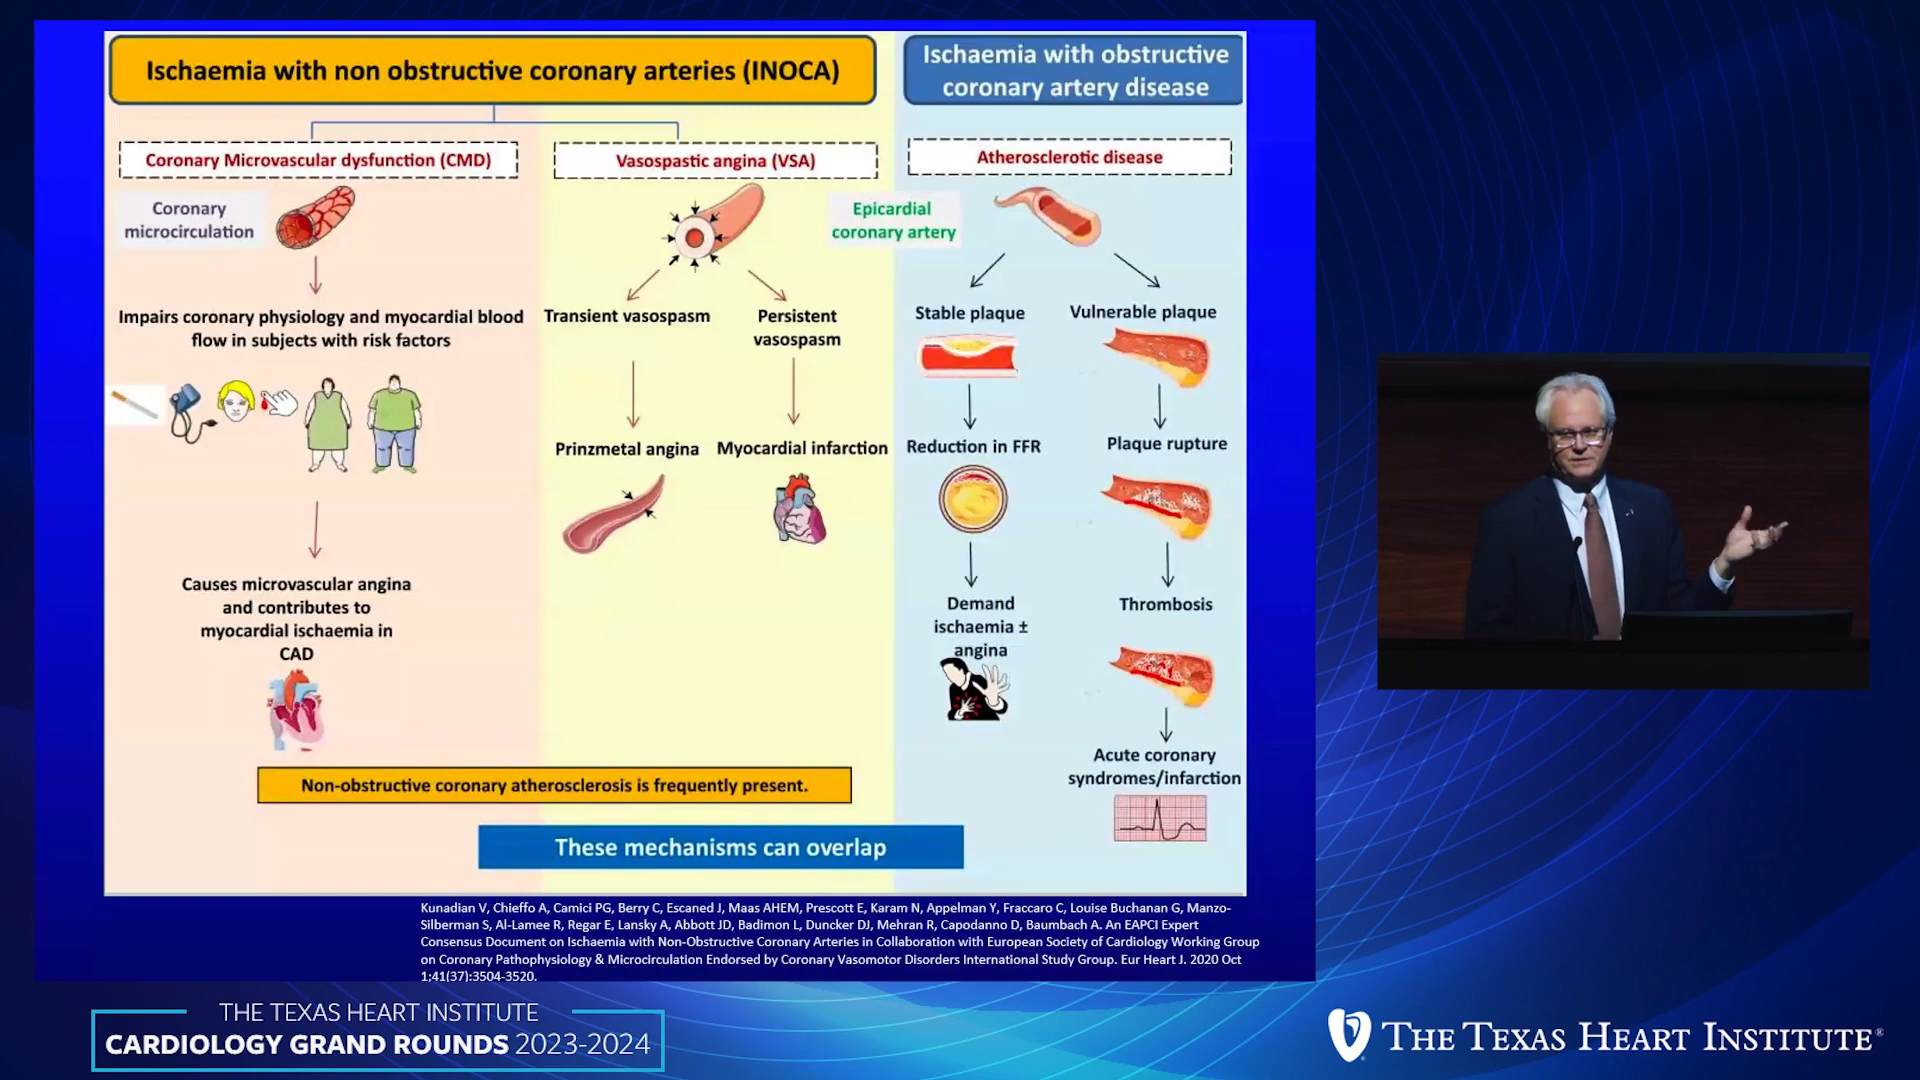 Ischaemia with non obstructive coronary arteries (INOCA)
Ischaemia with obstructive
coronary artery disease
Coronary Microvascular dysfunction (CMD)
Vasospastic angina (VSA)
Atherosclerotic disease
Coronary
microcirculation
Epicardial
coronary artery
Impairs coronary physiology and myocardial blood
flow in subjects with risk factors
Transient vasospasm
Persistent
vasospasm
Stable plaque
Vulnerable plaque
Prinzmetal angina
Myocardial infarction
Reduction in FFR
Plaque rupture
Causes microvascular angina
and contributes to
myocardial ischaemia in
CAD
Demand
ischaemia ±
angina
Thrombosis
Acute coronary
syndromes/infarction
Non-obstructive coronary atherosclerosis is frequently present.
These mechanisms can overlap
Kunadian V, Chieffo A, Camici PG, Berry C, Escaned J, Maas AHEM, Prescott E, Karam N, Appelman Y, Fraccaro C, Louise Buchanan G, Manzo-
Silberman S, Al-Lamee R, Regar E, Lansky A, Abbott JD, Badimon L, Duncker DJ, Mehran R, Capodanno D, Baumbach A. An EAPCI Expert
Consensus Document on Ischaemia with Non-Obstructive Coronary Arteries in Collaboration with European Society of Cardiology Working Group
on Coronary Pathophysiology & Microcirculation Endorsed by Coronary Vasomotor Disorders International Study Group. Eur Heart J. 2020 Oct
1;41(37):3504-3520.
THE TEXAS HEART INSTITUTE
CARDIOLOGY GRAND ROUNDS 2023-2024
THE TEXAS HEART INSTITUTE®